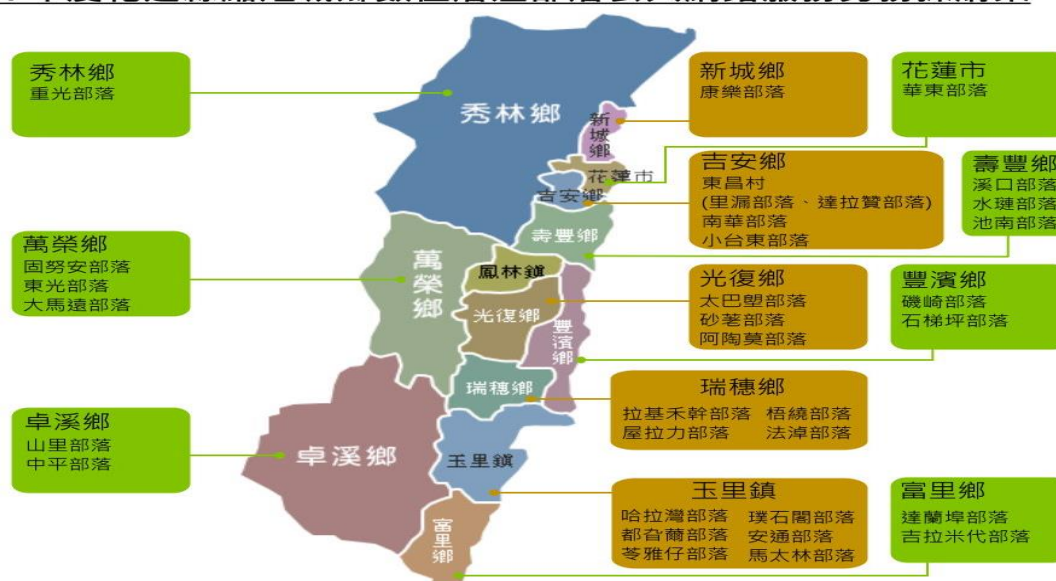 秀林鄉
重光部落
新城鄉
康樂部落
花蓮市
華東部落
吉安鄉
東昌村
(里漏部落、達拉贊部落)
南華部落
小台東部落
壽豐鄉
溪口部落
水璉部落
池南部落
萬榮鄉
固努安部落
東光部落
大馬遠部落
光復鄉
太巴塱部落
砂荖部落
阿陶莫部落
豐濱鄉
磯崎部落
石梯坪部落
瑞穗鄉
拉基禾幹部落 梧繞部落
屋拉力部落 法淖部落
卓溪鄉
山里部落
中平部落
玉里鎮
哈拉灣部落 璞石閣部落
都旮薾部落 安通部落
苓雅仔部落 馬太林部落
富里鄉
達蘭埠部落
吉拉米代部落
秀林鄉
新城鄉
花蓮市
吉安鄉
壽豐鄉
萬榮鄉
鳳林鎮
光復鄉
豐濱鄉
瑞穗鄉
卓溪鄉
玉里鎮
富里鄉